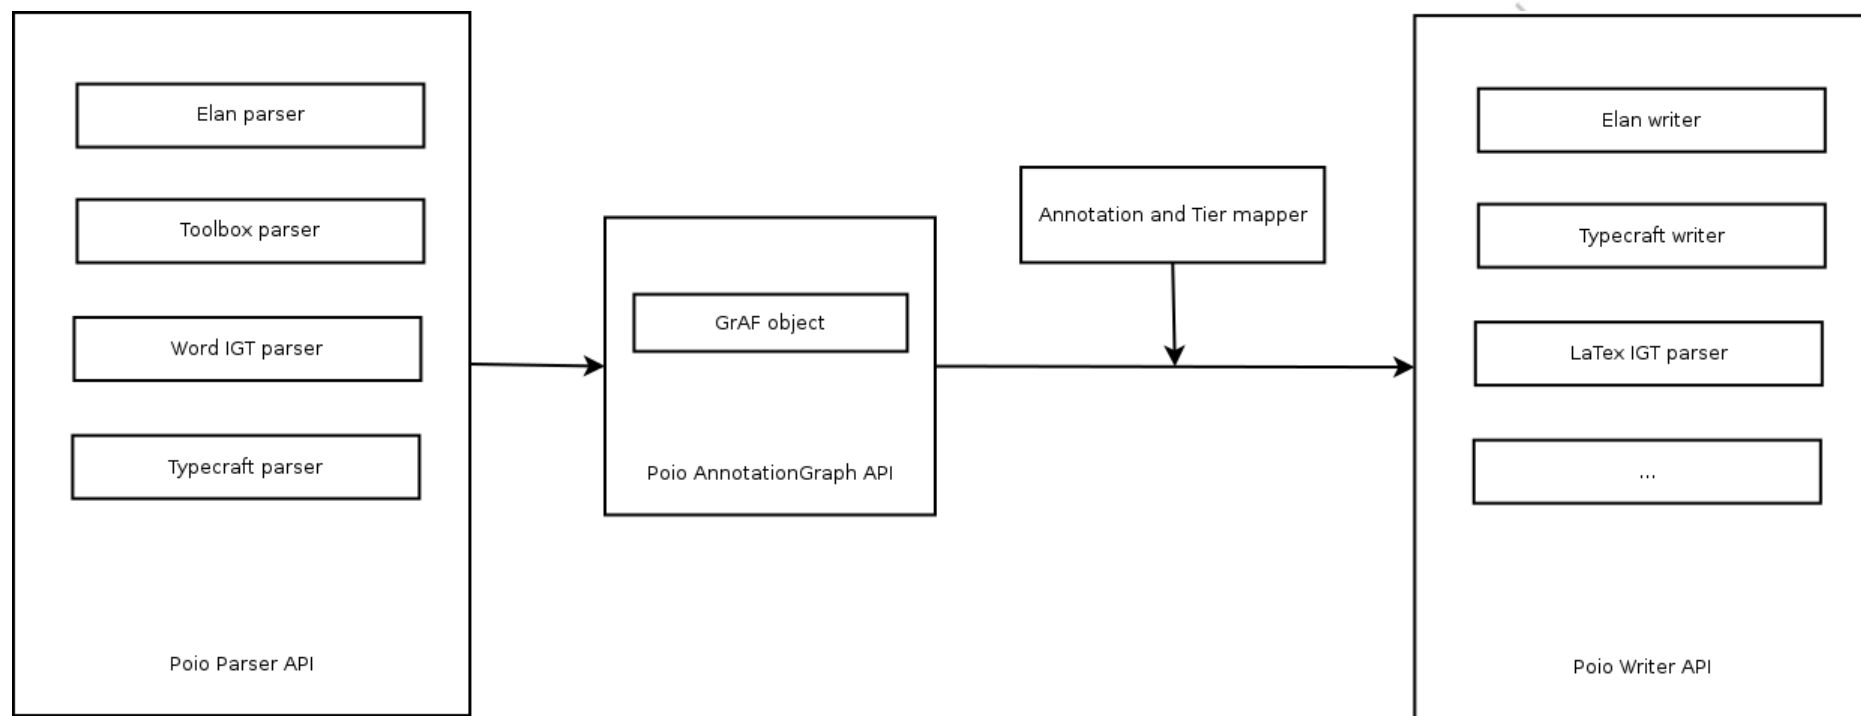 Elan parser
Toolbox parser
Word IGT parser
Typecraft parser
Poio Parser API
GrAF object
Poio AnnotationGraph API
Annotation and Tier mapper
Elan writer
Typecraft writer
LaTex IGT parser
...
Poio Writer API